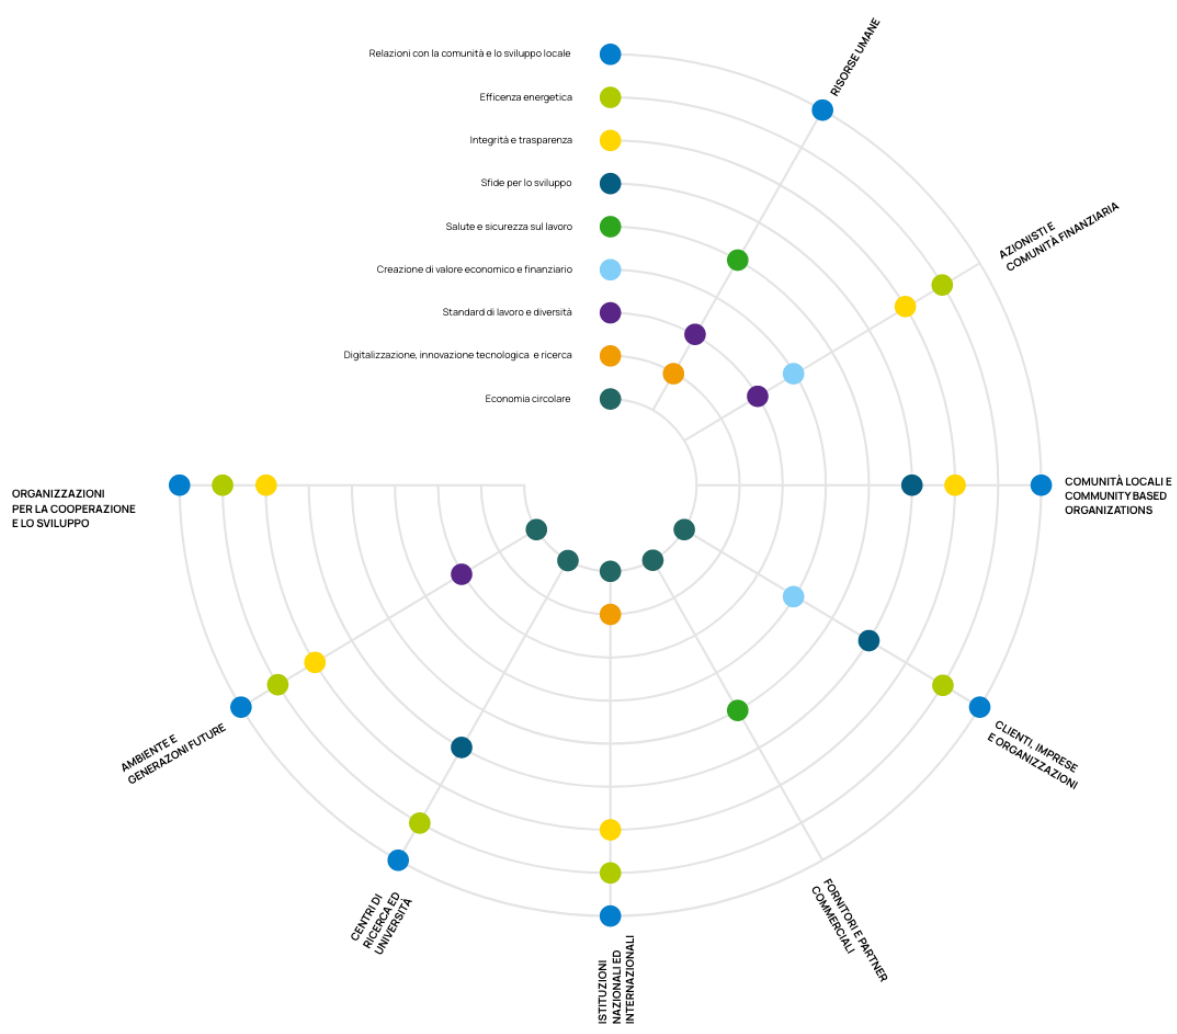 Relazioni con la comunità e lo sviluppo locale
Efficenza energetica
Integrità e trasparenza
Sfide per lo sviluppo
Salute e sicurezza sul lavoro
Creazione di valore economico e finanziario
Standard di lavoro e diversità
Digitalizzazione, innovazione tecnologica e ricerca
Economia circolare
RISORSE UMANE
AZIONISTI E
COMUNITÀ FINANZIARIA
COMUNITÀ LOCALI E
COMMUNITY BASED
ORGANIZATIONS
CLIENTI, IMPRESE
E ORGANIZZAZIONI
FORNITORI E PARTNER
COMMERCIALI
ISTITUZIONI
NAZIONALI ED
INTERNAZIONALI
CENTRI DI
RICERCA ED
UNIVERSITÀ
AMBIENTE E
GENERAZONI FUTURE
ORGANIZZAZIONI
PER LA COOPERAZIONE
E LO SVILUPPO